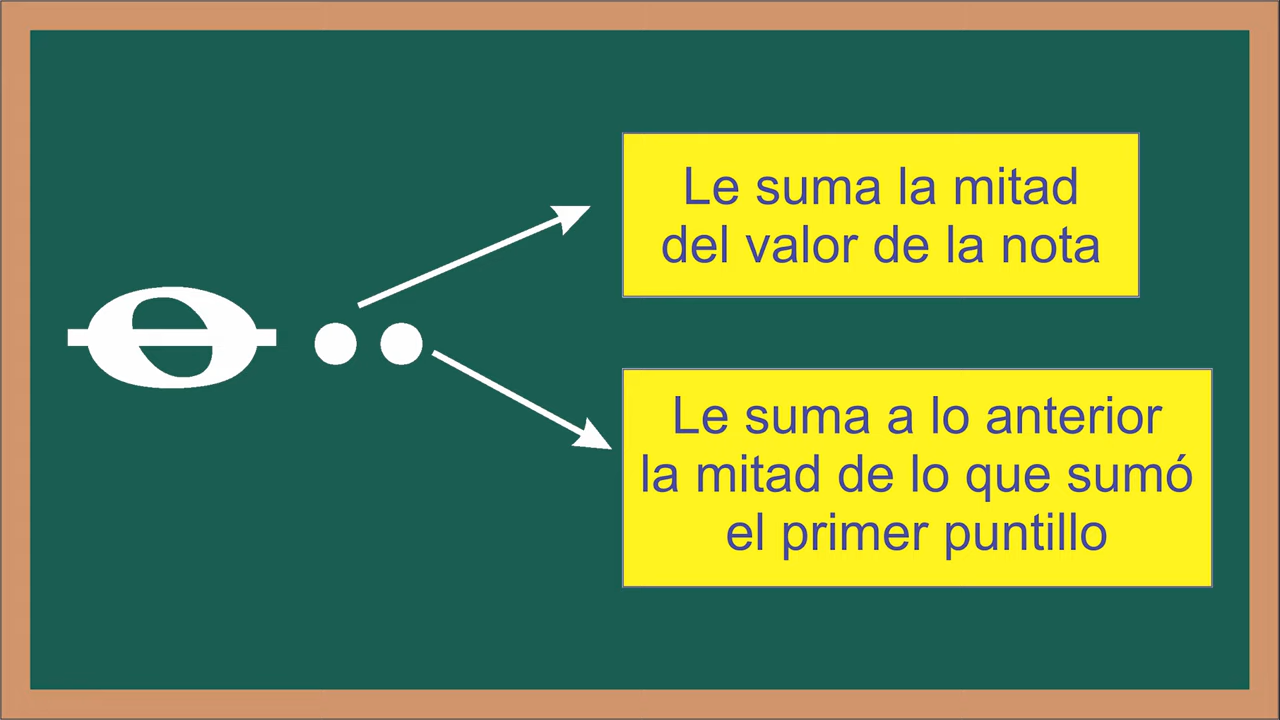 Le suma la mitad
del valor de la nota
Le suma a lo anterior
la mitad de lo que sumó
el primer puntillo